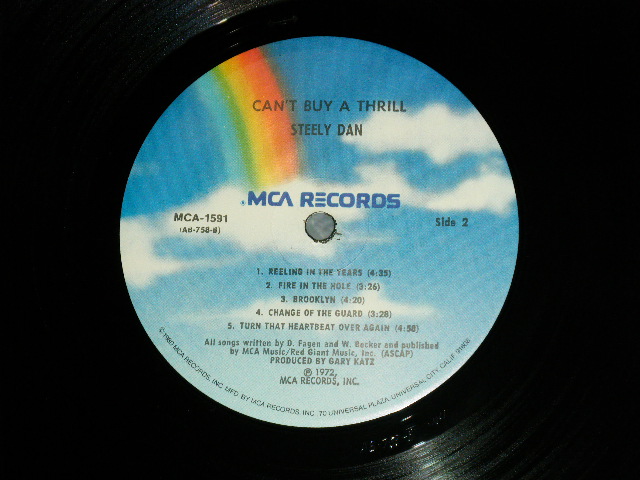 CAN'T BUY A THRILL
STEELY DAN
®MCA RECORDS
MCA-1591
(AB-758-B)
Side 2
1. REELING IN THE YEARS (4:35)
2. FIRE IN THE HOLE (3:26)
3. BROOKLYN (4:20)
4. CHANGE OF THE GUARD (3:28)
5. TURN THAT HEARTBEAT OVER AGAIN (4:50)
All songs written by D. Fagen and W. Becker and published
by MCA Music/Red Giant Music, Inc. (ASCAP)
PRODUCED BY GARY KATZ
℗ 1972,
MCA RECORDS, INC.
© 1980 MCA RECORDS, INC. MFD. BY MCA RECORDS, INC. 70 UNIVERSAL PLAZA, UNIVERSAL CITY, CALIF. 91608